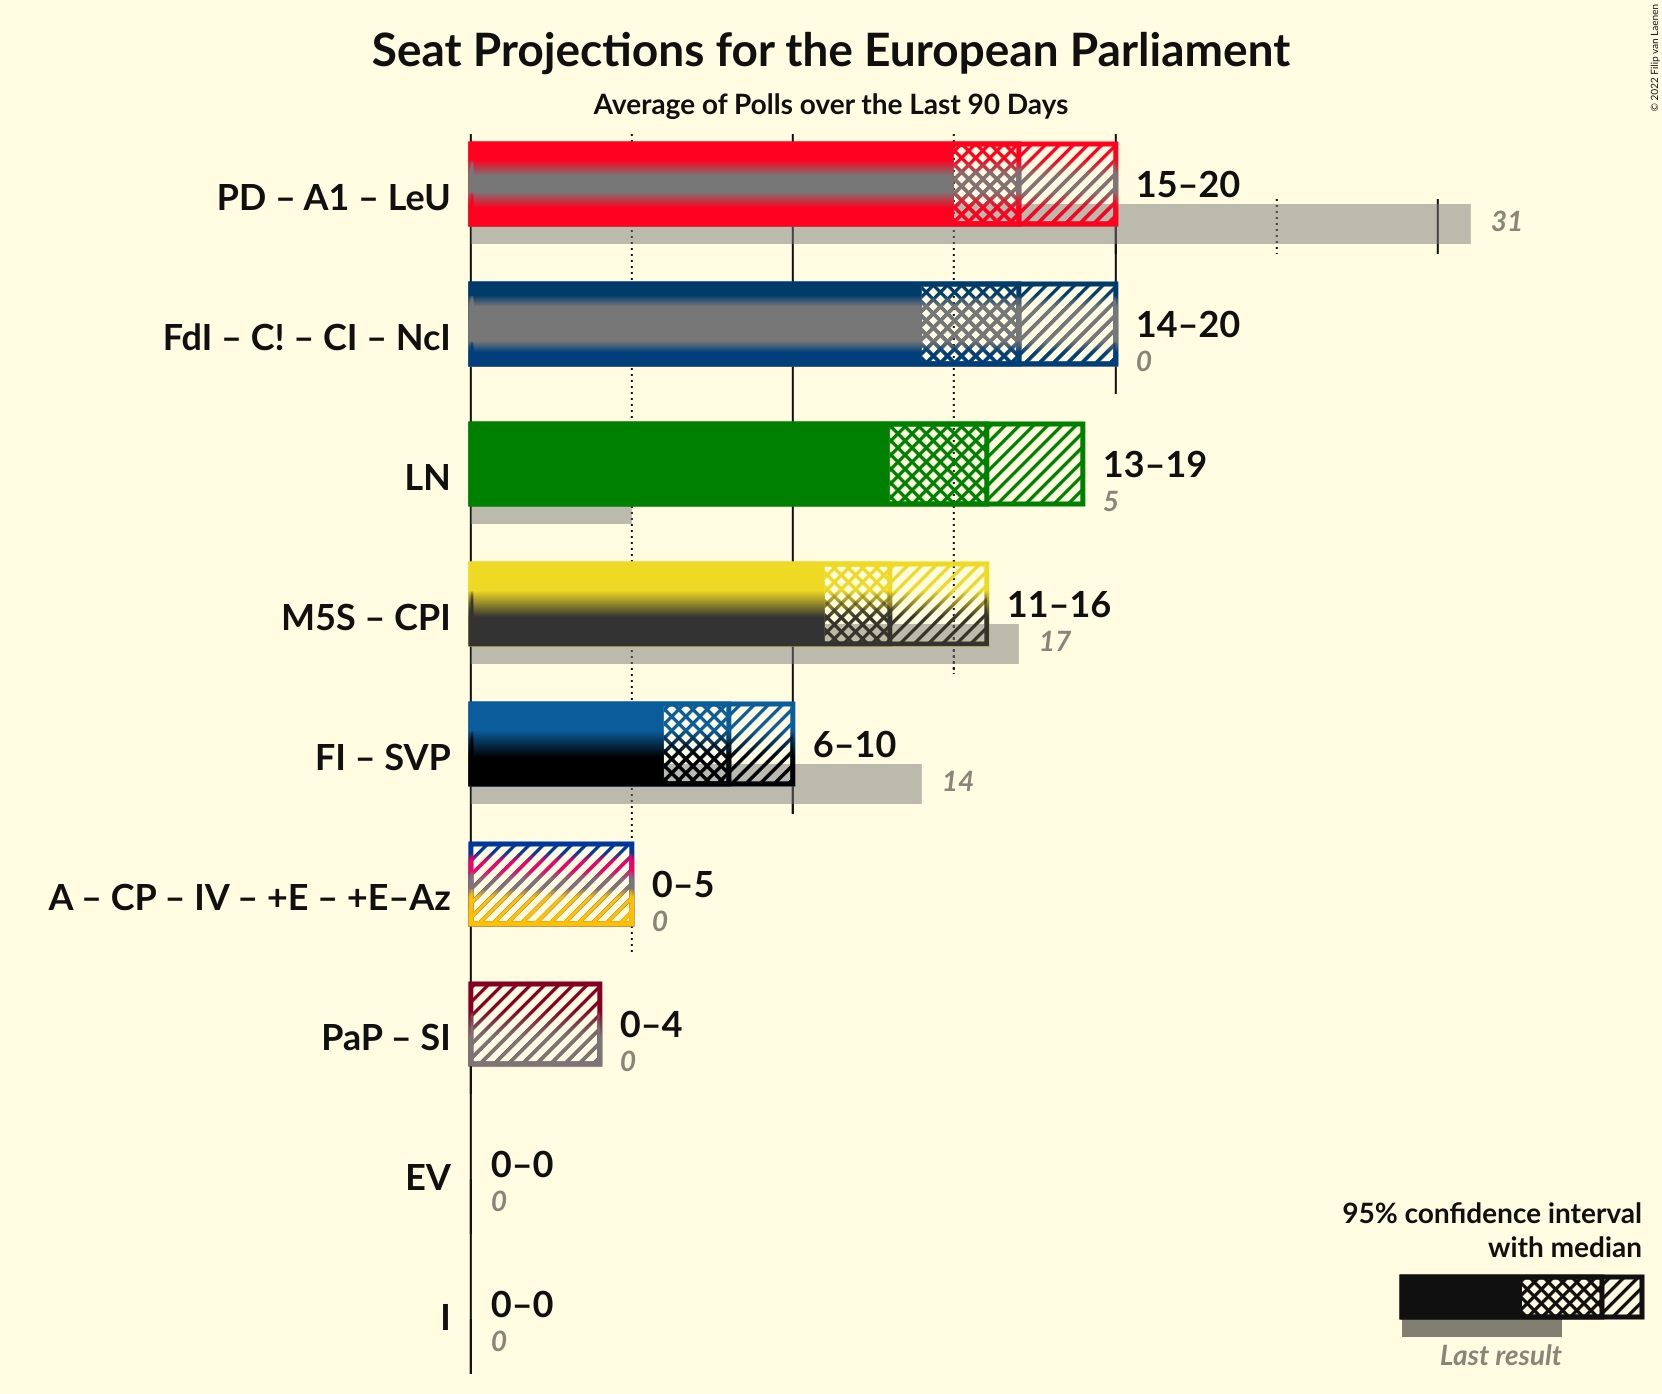 Seat Projections for the European Parliament
Average of Polls over the Last 90 Days
© 2022 Filip van Laenen
PD – A1 – LeU
15–20
31
FdI – C! – CI – NcI
14–20
0
LN
13–19
5
M5S – CPI
11–16
17
FI – SVP
6–10
14
A – CP – IV – +E – +E–Az
0–5
0
PaP – SI
0–4
0
EV
0–0
0
I
0–0
0
95% confidence interval
with median
Last result